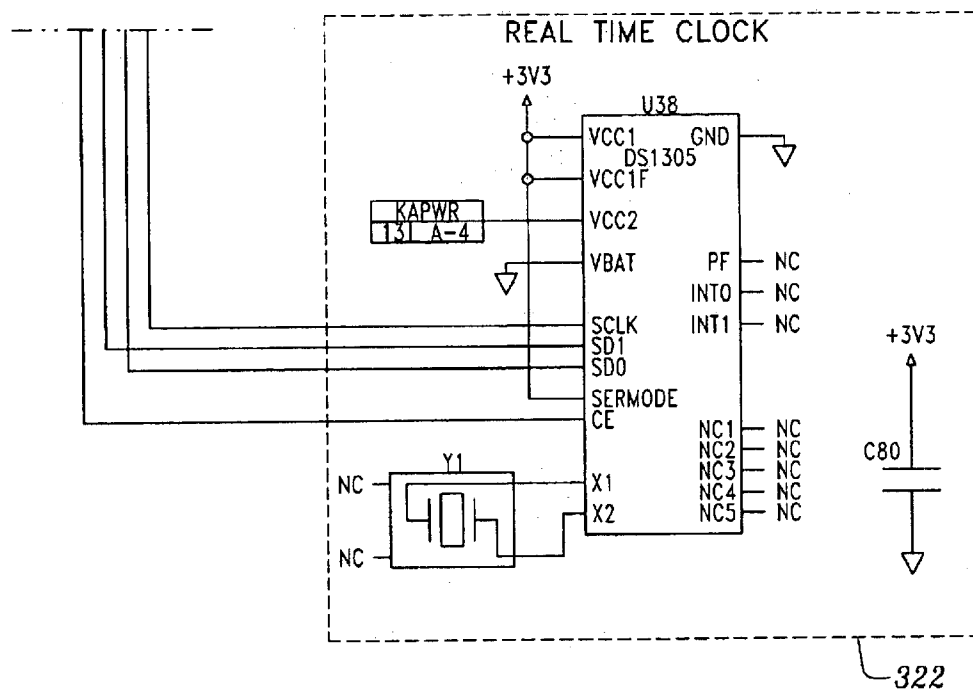 REAL TIME CLOCK
+3V3
U38
VCC1 GND
DS1305
VCC1F
KAPWR
131 A-4
VCC2
VBAT
PF NC
INT0 NC
SCLK INT1 NC
SD1
SD0
+3V3
SERMODE
CE
NC1 NC
NC2 NC
C80
Y1
NC3 NC
NC X1
NC4 NC
X2
NC5 NC
NC
322